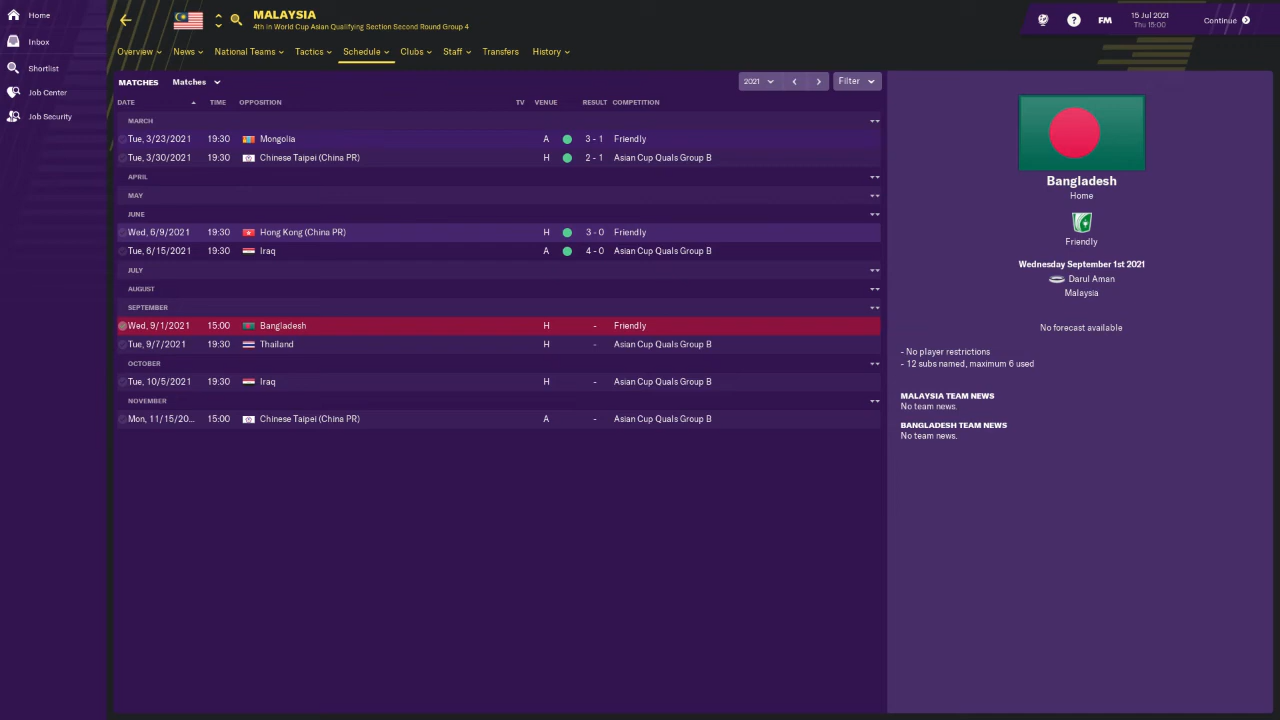 Home
Inbox
Shortlist
Job Center
Job Security
MALAYSIA
4th in World Cup Asian Qualifying Section Second Round Group 4
FM
15 Jul 2021
Thu 15:00
Continue
Overview News National Teams Tactics Schedule Clubs Staff Transfers History
MATCHES Matches 2021 Filter
DATE TIME OPPOSITION TV VENUE RESULT COMPETITION
MARCH
Tue, 3/23/2021 19:30 Mongolia A 3 - 1 Friendly
Tue, 3/30/2021 19:30 Chinese Taipei (China PR) H 2 - 1 Asian Cup Quals Group B
APRIL
MAY
JUNE
Wed, 6/9/2021 19:30 Hong Kong (China PR) H 3 - 0 Friendly
Tue, 6/15/2021 19:30 Iraq A 4 - 0 Asian Cup Quals Group B
JULY
AUGUST
SEPTEMBER
Wed, 9/1/2021 15:00 Bangladesh H - Friendly
Tue, 9/7/2021 19:30 Thailand H - Asian Cup Quals Group B
OCTOBER
Tue, 10/5/2021 19:30 Iraq H - Asian Cup Quals Group B
NOVEMBER
Mon, 11/15/20... 15:00 Chinese Taipei (China PR) A - Asian Cup Quals Group B
Bangladesh
Home
Friendly
Wednesday September 1st 2021
Darul Aman
Malaysia
No forecast available
- No player restrictions
- 12 subs named, maximum 6 used
MALAYSIA TEAM NEWS
No team news.
BANGLADESH TEAM NEWS
No team news.